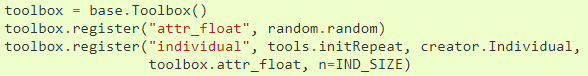 toolbox = base.Toolbox()
toolbox.register("attr_float", random.random)
toolbox.register("individual", tools.initRepeat, creator.Individual,
                 toolbox.attr_float, n=IND_SIZE)